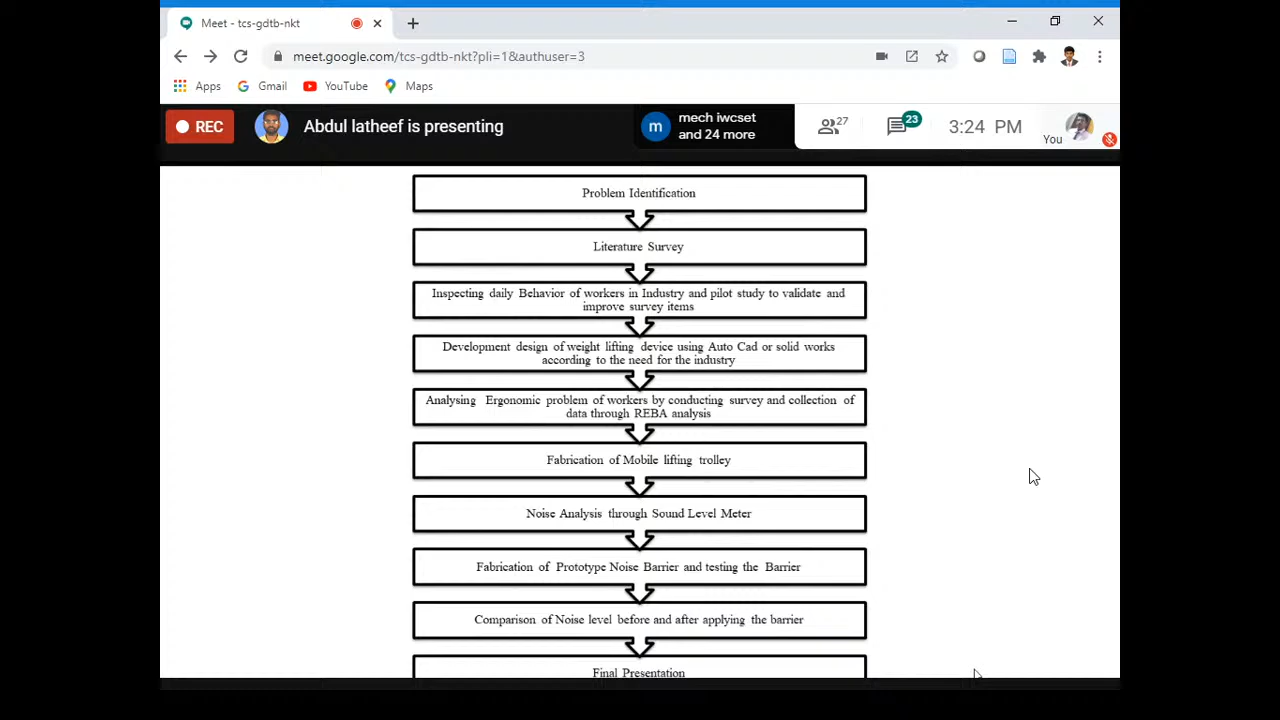 Meet - tcs-gdtb-nkt
meet.google.com/tcs-gdtb-nkt?pli=1&authuser=3
Apps Gmail YouTube Maps
REC Abdul latheef is presenting
m mech iwcset
and 24 more
27 23 3:24 PM
You
Problem Identification
Literature Survey
Inspecting daily Behavior of workers in Industry and pilot study to validate and
improve survey items
Development design of weight lifting device using Auto Cad or solid works
according to the need for the industry
Analysing Ergonomic problem of workers by conducting survey and collection of
data through REBA analysis
Fabrication of Mobile lifting trolley
Noise Analysis through Sound Level Meter
Fabrication of Prototype Noise Barrier and testing the Barrier
Comparison of Noise level before and after applying the barrier
Final Presentation